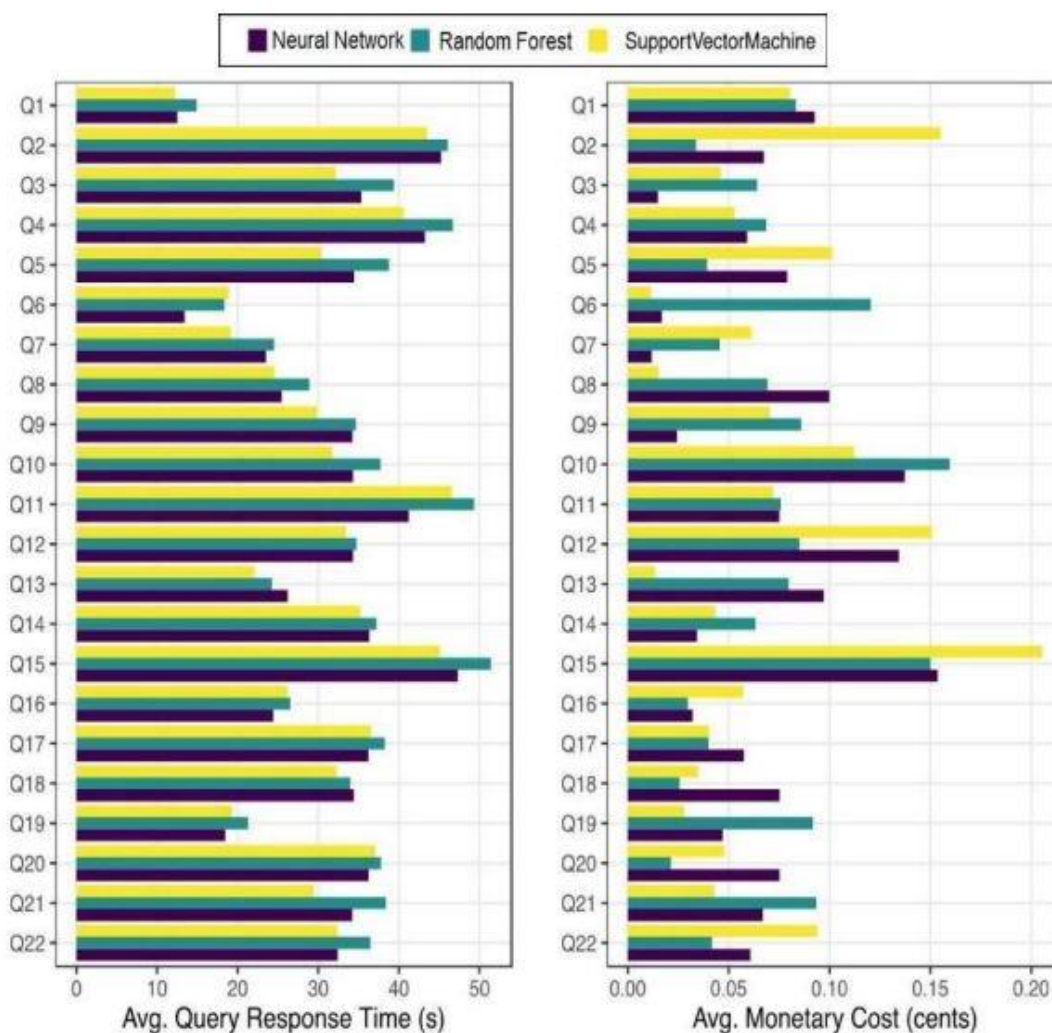 Neural Network Random Forest SupportVectorMachine
Q1 Q1
Q2 Q2
Q3 Q3
Q4 Q4
Q5 Q5
Q6 Q6
Q7 Q7
Q8 Q8
Q9 Q9
Q10 Q10
Q11 Q11
Q12 Q12
Q13 Q13
Q14 Q14
Q15 Q15
Q16 Q16
Q17 Q17
Q18 Q18
Q19 Q19
Q20 Q20
Q21 Q21
Q22 Q22
0 10 20 30 40 50 0.00 0.05 0.10 0.15 0.20
Avg. Query Response Time (s) Avg. Monetary Cost (cents)